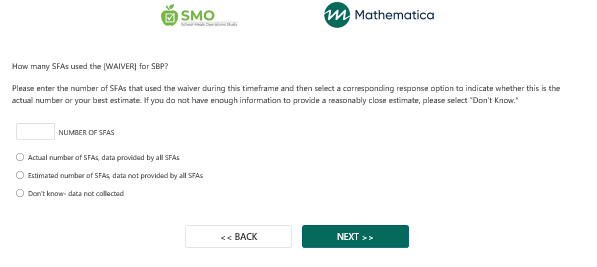 SMO
School Meals Operations Study
Mathematica
How many SFAs used the [WAIVER] for SBP?
Please enter the number of SFAs that used the waiver during this timeframe and then select a corresponding response option to indicate whether this is the
actual number or your best estimate. If you do not have enough information to provide a reasonably close estimate, please select "Don't Know."
NUMBER OF SFAS
Actual number of SFAs, data provided by all SFAs
Estimated number of SFAs, data not provided by all SFAs
Don't know- data not collected
<< BACK
NEXT >>